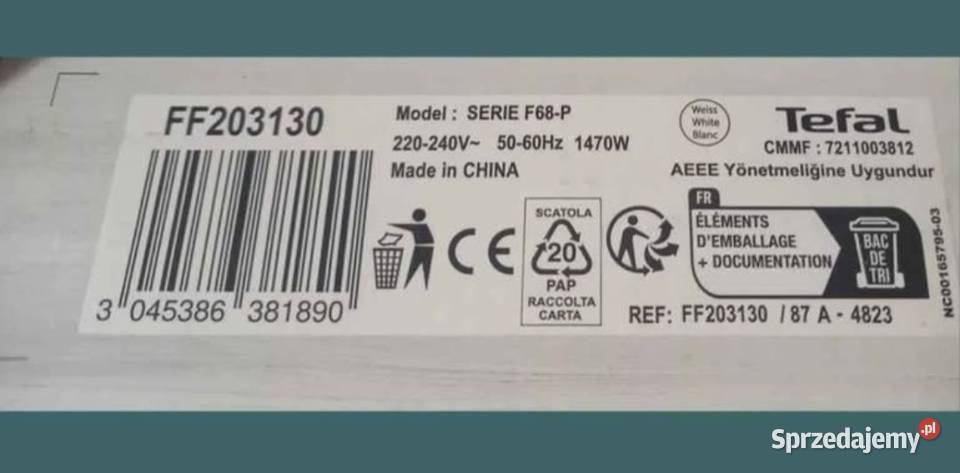 FF203130
3 045386 381890
Model : SERIE F68-P
220-240V~ 50-60Hz 1470W
Made in CHINA
Weiss
White
Blanc
Tefal
CMMF : 7211003812
AEEE Yönetmeliğine Uygundur
SCATOLA
20
PAP
RACCOLTA
CARTA
FR
ÉLÉMENTS
D'EMBALLAGE
+ DOCUMENTATION
BAC
DE
TRI
REF: FF203130 / 87 A - 4823
NC00165795-03
Sprzedajemy.pl